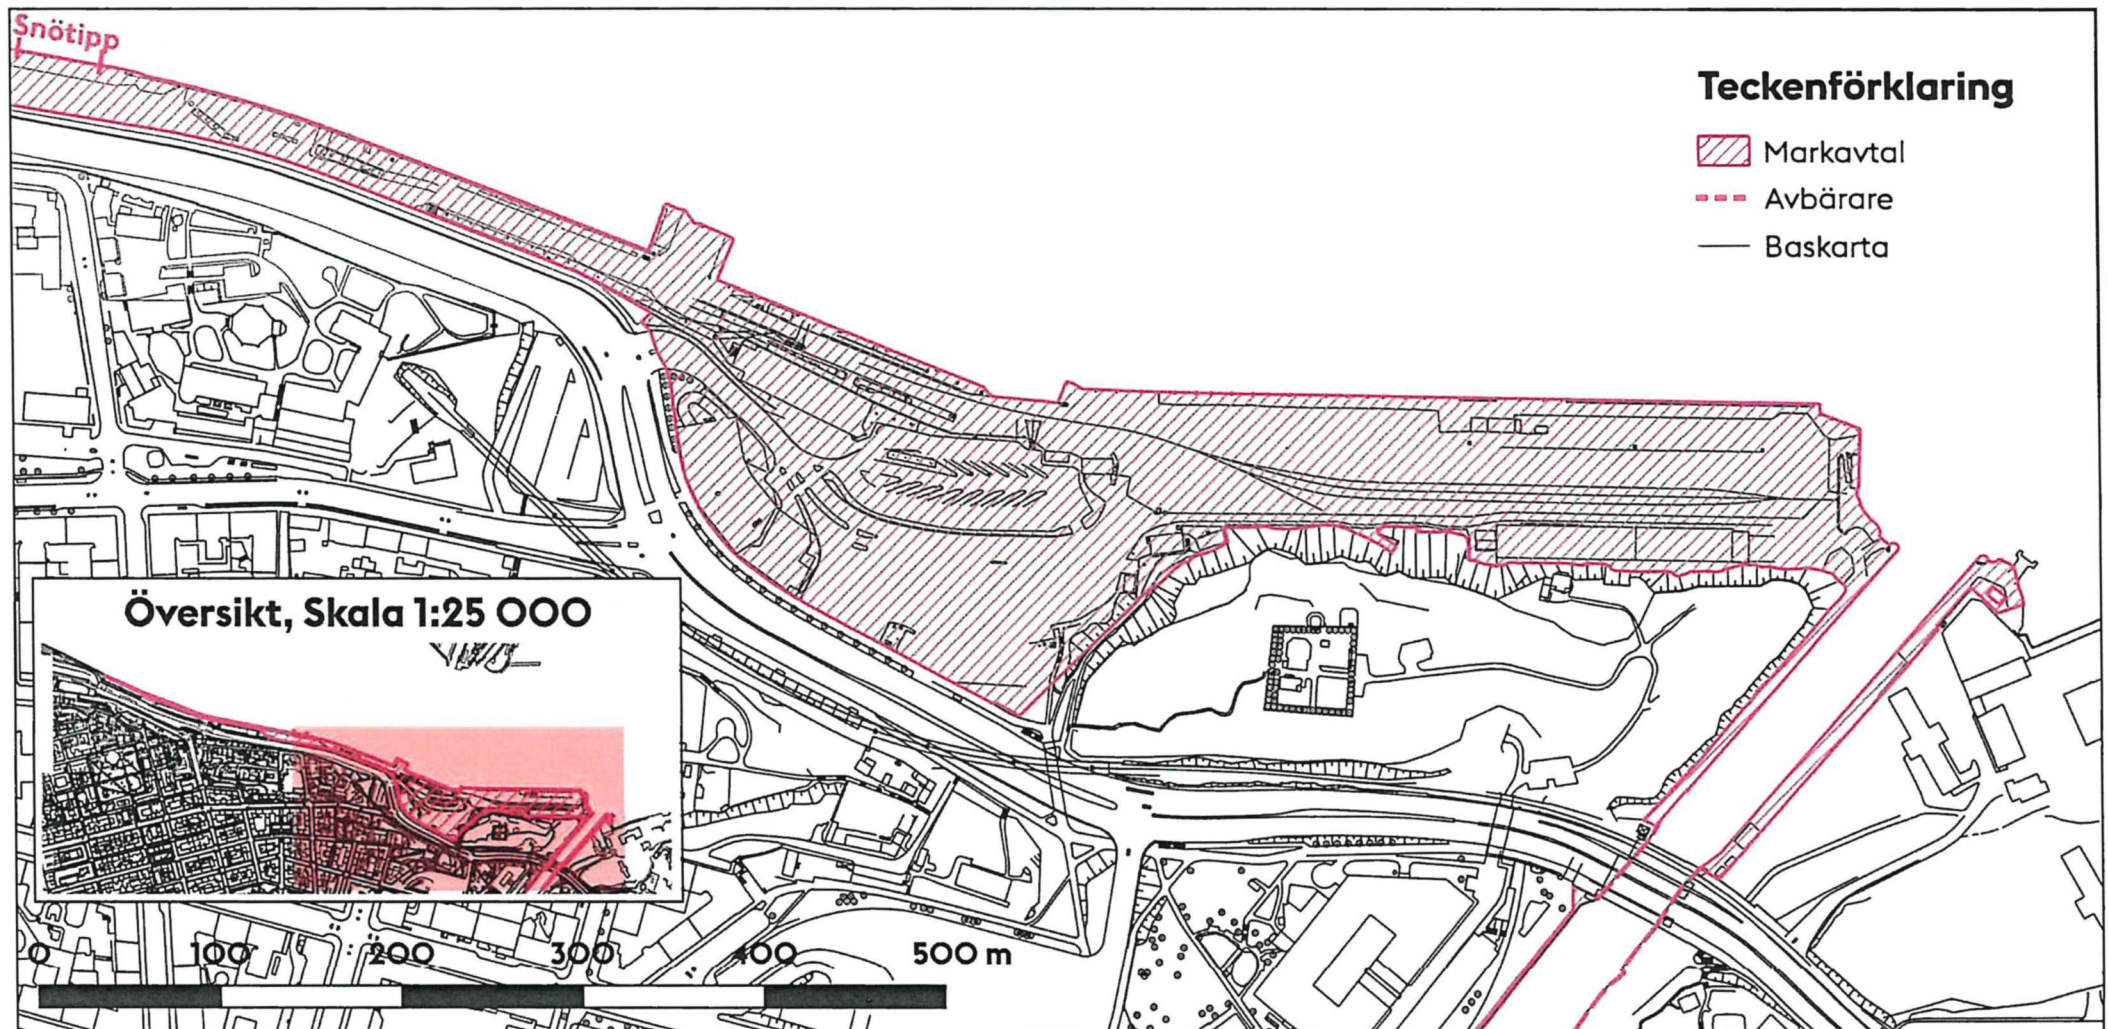 Snötipp
Teckenförklaring
Markavtal
Avbärare
Baskarta
Översikt, Skala 1:25 000
0 100 200 300 400 500 m